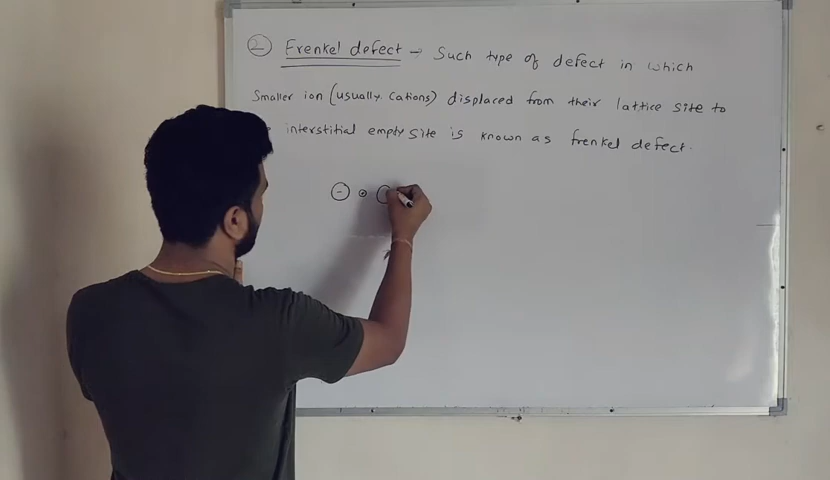 ② Frenkel defect → Such type of defect in which
Smaller ion (usually cations) displaced from their lattice site to
interstitial empty site is known as frenkel defect.